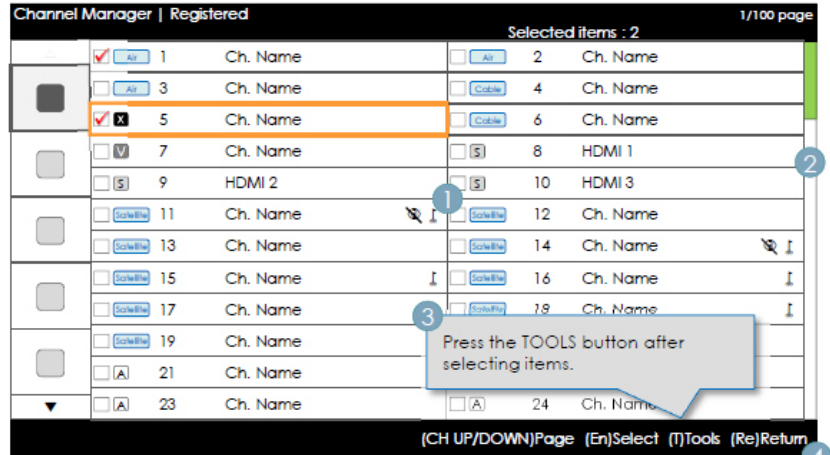 Channel Manager | Registered
1/100 page
Selected items : 2
Air 1 Ch. Name
Air 2 Ch. Name
Air 3 Ch. Name
Cable 4 Ch. Name
X 5 Ch. Name
Cable 6 Ch. Name
V 7 Ch. Name
S 8 HDMI 1
2
S 9 HDMI 2
S 10 HDMI 3
1
Satellite 11 Ch. Name
Satellite 12 Ch. Name
Satellite 13 Ch. Name
Satellite 14 Ch. Name
Satellite 15 Ch. Name
Satellite 16 Ch. Name
Satellite 17 Ch. Name
Satellite 18 Ch. Name
3
Satellite 19 Ch. Name
Press the TOOLS button after
selecting items.
A 21 Ch. Name
A 23 Ch. Name
A 24 Ch. Name
(CH UP/DOWN)Page (En)Select (T)Tools (Re)Return
4